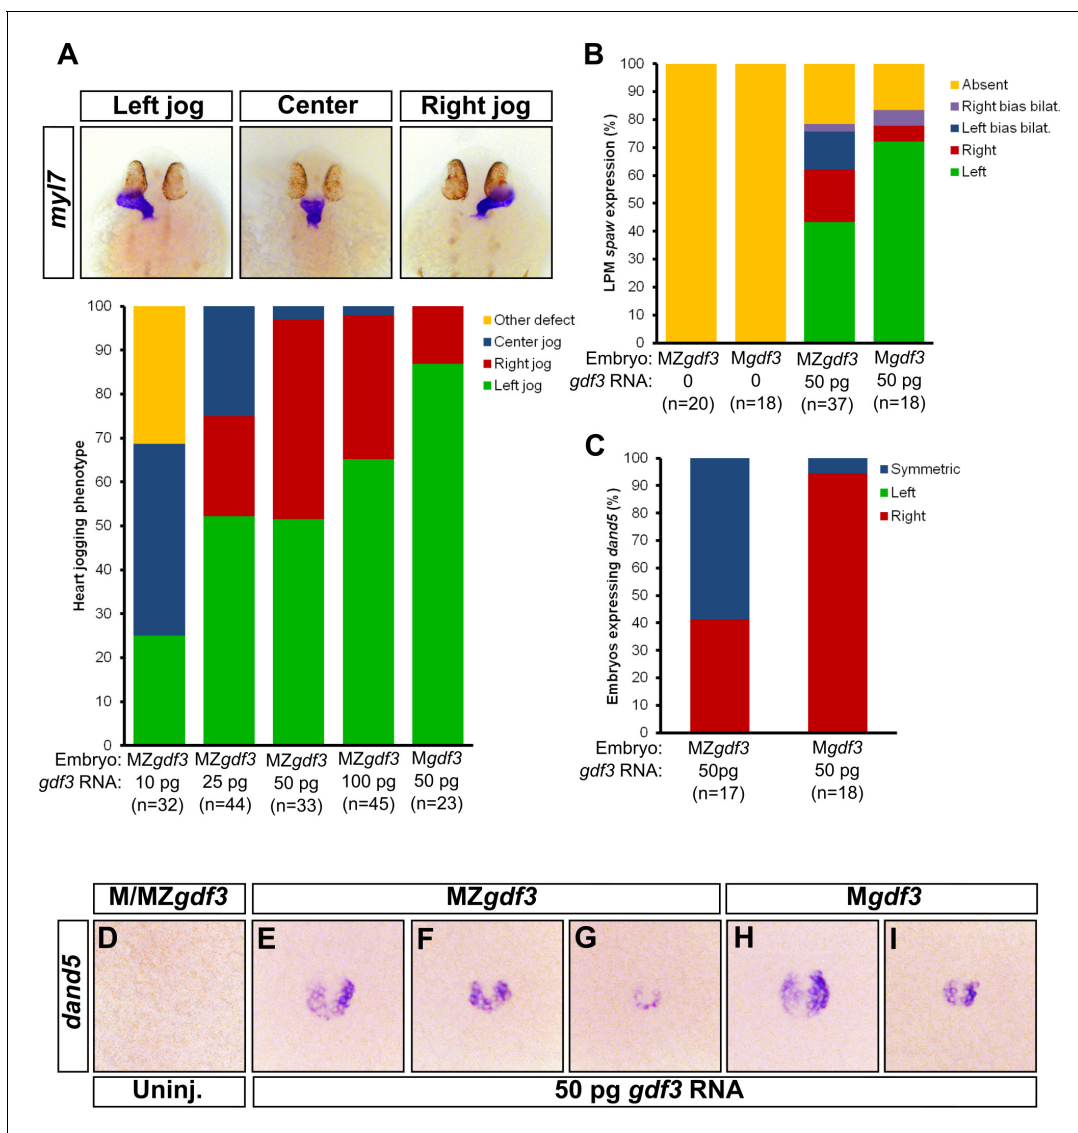 A
Left jog
Center
Right jog
myl7
100
90
80
70
60
50
40
30
20
10
0
Heart jogging phenotype
Other defect
Center jog
Right jog
Left jog
Embryo: MZgdf3 MZgdf3 MZgdf3 MZgdf3 Mgdf3
gdf3 RNA: 10 pg 25 pg 50 pg 100 pg 50 pg
(n=32) (n=44) (n=33) (n=45) (n=23)
B
100
90
80
70
60
50
40
30
20
10
0
LPM spaw expression (%)
Absent
Right bias bilat.
Left bias bilat.
Right
Left
Embryo: MZgdf3 Mgdf3 MZgdf3 Mgdf3
gdf3 RNA: 0 0 50 pg 50 pg
(n=20) (n=18) (n=37) (n=18)
C
100
90
80
70
60
50
40
30
20
10
0
Embryos expressing dand5 (%)
Symmetric
Left
Right
Embryo: MZgdf3 Mgdf3
gdf3 RNA: 50pg 50 pg
(n=17) (n=18)
M/MZgdf3
MZgdf3
Mgdf3
dand5
D
E
F
G
H
I
Uninj.
50 pg gdf3 RNA